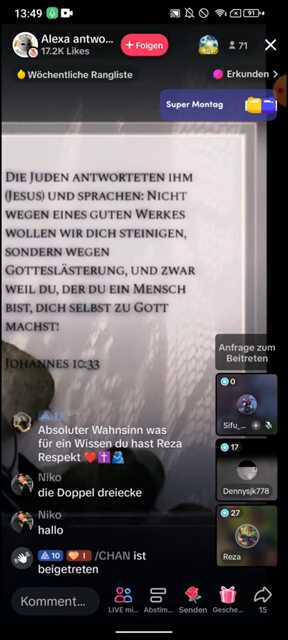 13:49
91
Alexa antwo...
17.2K Likes
+ Folgen
71
Wöchentliche Rangliste
Erkunden >
Super Montag
DIE JUDEN ANTWORTETEN IHM
(JESUS) UND SPRACHEN: NICHT
WEGEN EINES GUTEN WERKES
WOLLEN WIR DICH STEINIGEN,
SONDERN WEGEN
GOTTESLÄSTERUNG, UND ZWAR
WEIL DU, DER DU EIN MENSCH
BIST, DICH SELBST ZU GOTT
MACHST!
JOHANNES 10:33
Anfrage zum
Beitreten
0
Sifu_...
17
Dennysjk778
27
Reza
Absoluter Wahnsinn was
für ein Wissen du hast Reza
Respekt ❤️✝️🫂
Niko
die Doppel dreiecke
Niko
hallo
10
1
/CHAN ist
beigetreten
Komment...
LIVE mi...
Abstim...
Senden
Gesche...
15